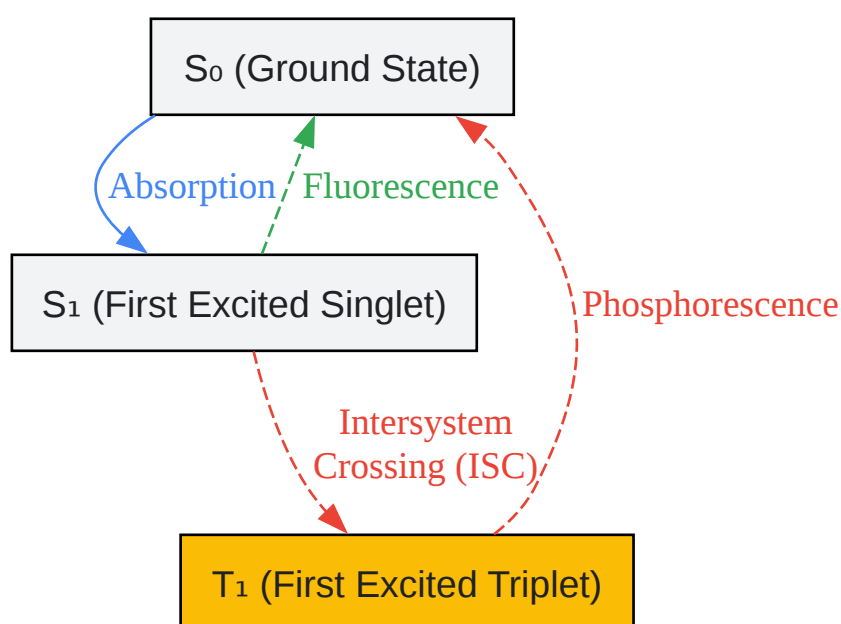 S₀ (Ground State)
Absorption
Fluorescence
S₁ (First Excited Singlet)
Phosphorescence
Intersystem
Crossing (ISC)
T₁ (First Excited Triplet)